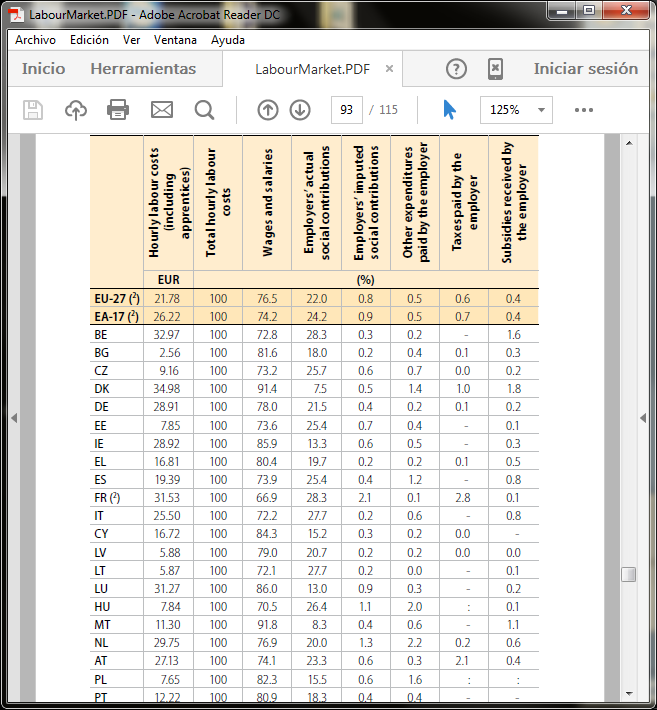 LabourMarket.PDF - Adobe Acrobat Reader DC
Archivo Edición Ver Ventana Ayuda
Inicio Herramientas LabourMarket.PDF × ? Iniciar sesión
93 / 115 125%
Hourly labour costs (including apprentices) Total hourly labour costs Wages and salaries Employers' actual social contributions Employers' imputed social contributions Other expenditures paid by the employer Taxes paid by the employer Subsidies received by the employer
EUR (%)
EU-27 (²) 21.78 100 76.5 22.0 0.8 0.5 0.6 0.4
EA-17 (²) 26.22 100 74.2 24.2 0.9 0.5 0.7 0.4
BE 32.97 100 72.8 28.3 0.3 0.2 - 1.6
BG 2.56 100 81.6 18.0 0.2 0.4 0.1 0.3
CZ 9.16 100 73.2 25.7 0.6 0.7 0.0 0.2
DK 34.98 100 91.4 7.5 0.5 1.4 1.0 1.8
DE 28.91 100 78.0 21.5 0.4 0.2 0.1 0.2
EE 7.85 100 73.6 25.4 0.7 0.4 - 0.1
IE 28.92 100 85.9 13.3 0.6 0.5 - 0.3
EL 16.81 100 80.4 19.7 0.2 0.2 0.1 0.5
ES 19.39 100 73.9 25.4 0.4 1.2 - 0.8
FR (²) 31.53 100 66.9 28.3 2.1 0.1 2.8 0.1
IT 25.50 100 72.2 27.7 0.2 0.6 - 0.8
CY 16.72 100 84.3 15.2 0.3 0.2 0.0 -
LV 5.88 100 79.0 20.7 0.2 0.2 0.0 0.0
LT 5.87 100 72.1 27.7 0.2 0.0 - 0.1
LU 31.27 100 86.0 13.0 0.9 0.3 - 0.2
HU 7.84 100 70.5 26.4 1.1 2.0 : 0.1
MT 11.30 100 91.8 8.3 0.4 0.6 - 1.1
NL 29.75 100 76.9 20.0 1.3 2.2 0.2 0.6
AT 27.13 100 74.1 23.3 0.6 0.3 2.1 0.4
PL 7.65 100 82.3 15.5 0.6 1.6 : :
PT 12.22 100 80.9 18.3 0.4 0.4 - -